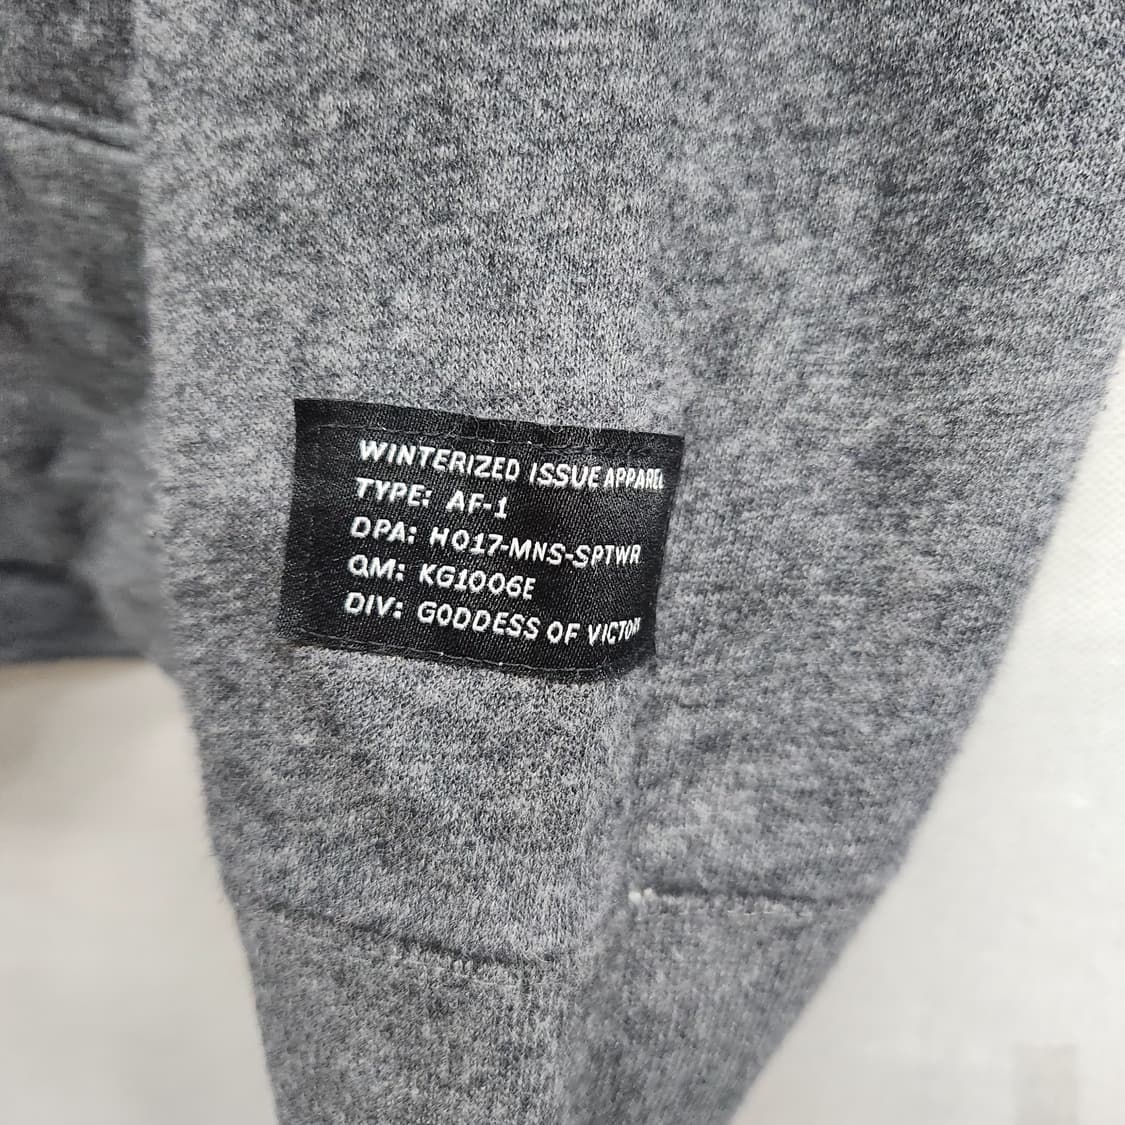 WINTERIZED ISSUE APPAREL
TYPE: AF-1
DPA: HO17-MNS-SPTWR
QM: KG1006E
DIV: GODDESS OF VICTORY